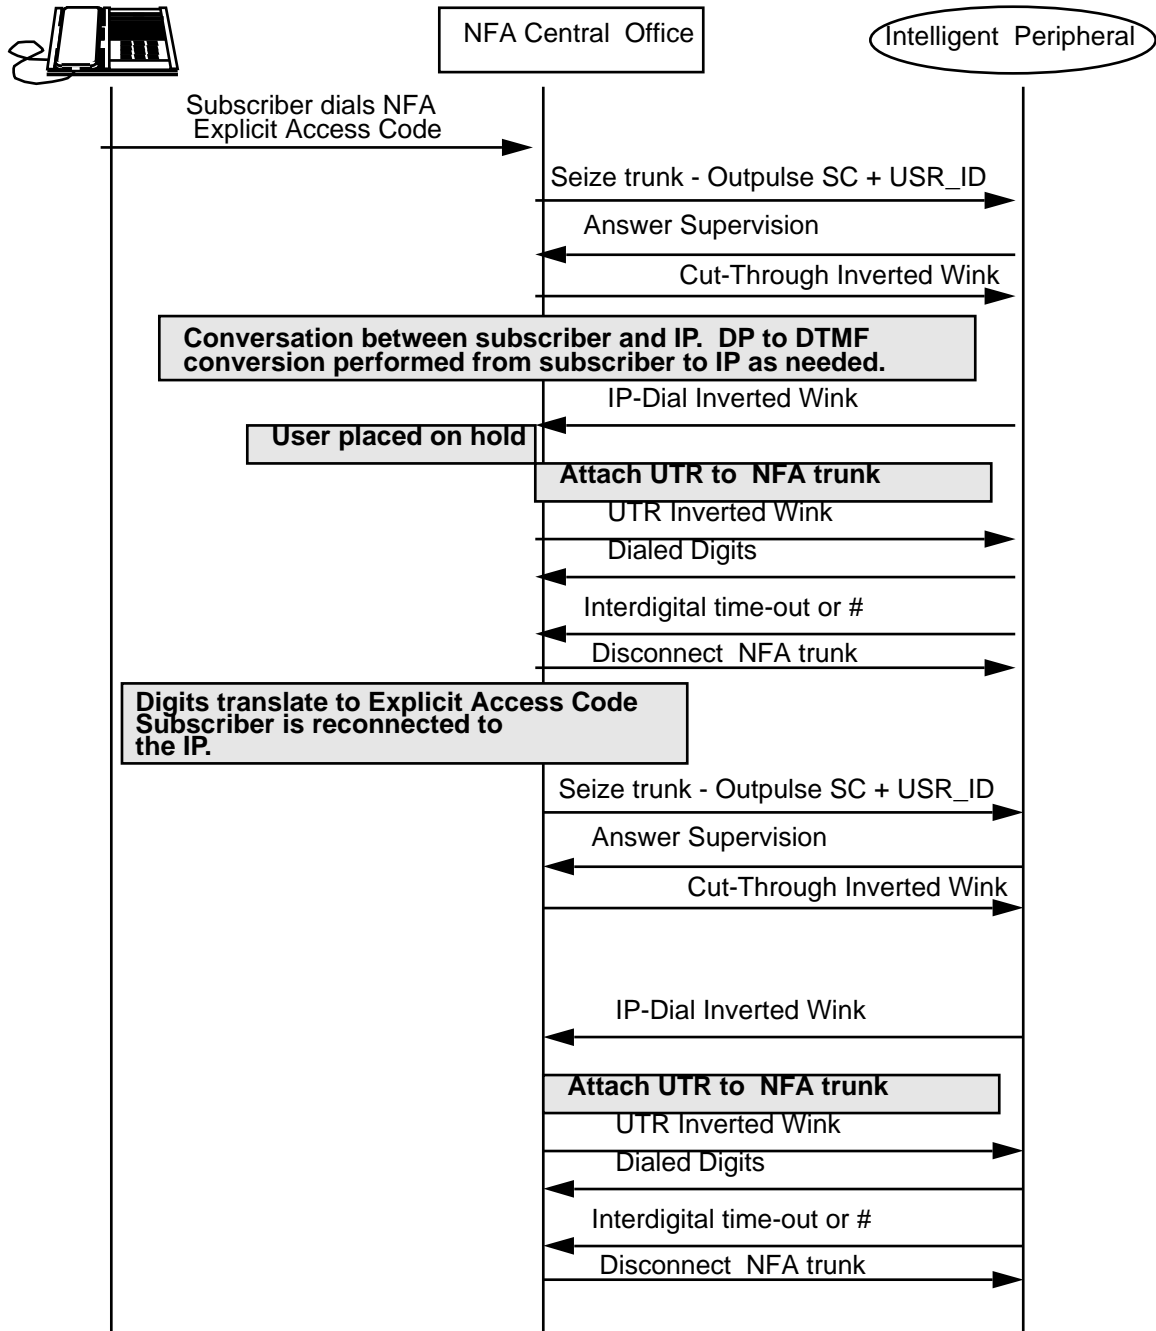 NFA Central Office
Intelligent Peripheral
Subscriber dials NFA
Explicit Access Code
Seize trunk - Outpulse SC + USR_ID
Answer Supervision
Cut-Through Inverted Wink
Conversation between subscriber and IP. DP to DTMF
conversion performed from subscriber to IP as needed.
IP-Dial Inverted Wink
User placed on hold
Attach UTR to NFA trunk
UTR Inverted Wink
Dialed Digits
Interdigital time-out or #
Disconnect NFA trunk
Digits translate to Explicit Access Code
Subscriber is reconnected to
the IP.
Seize trunk - Outpulse SC + USR_ID
Answer Supervision
Cut-Through Inverted Wink
IP-Dial Inverted Wink
Attach UTR to NFA trunk
UTR Inverted Wink
Dialed Digits
Interdigital time-out or #
Disconnect NFA trunk